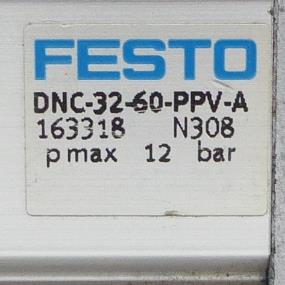 FESTO
DNC-32-60-PPV-A
163318 N308
p max 12 bar